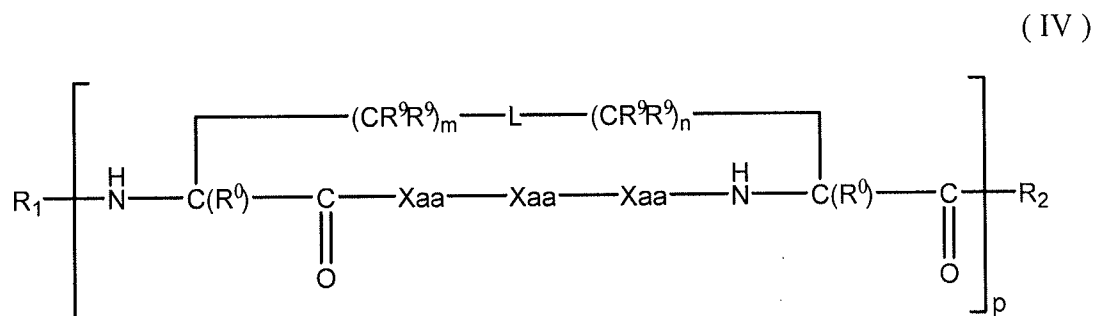 ( IV )
(CR⁹R⁹)m L (CR⁹R⁹)n
H H
R₁ N C(R⁰) C Xaa Xaa Xaa N C(R⁰) C R₂
O O
p